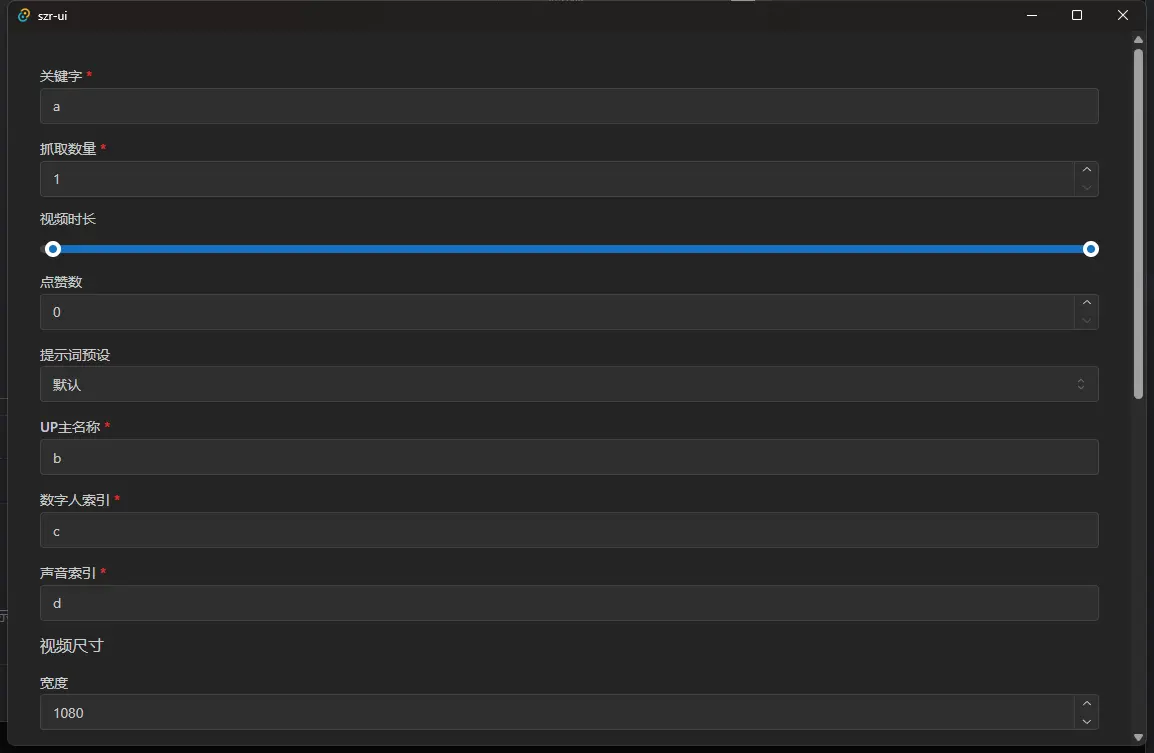 szr-ui
关键字 *
a
抓取数量 *
1
视频时长
点赞数
0
提示词预设
默认
UP主名称 *
b
数字人索引 *
c
声音索引 *
d
视频尺寸
宽度
1080